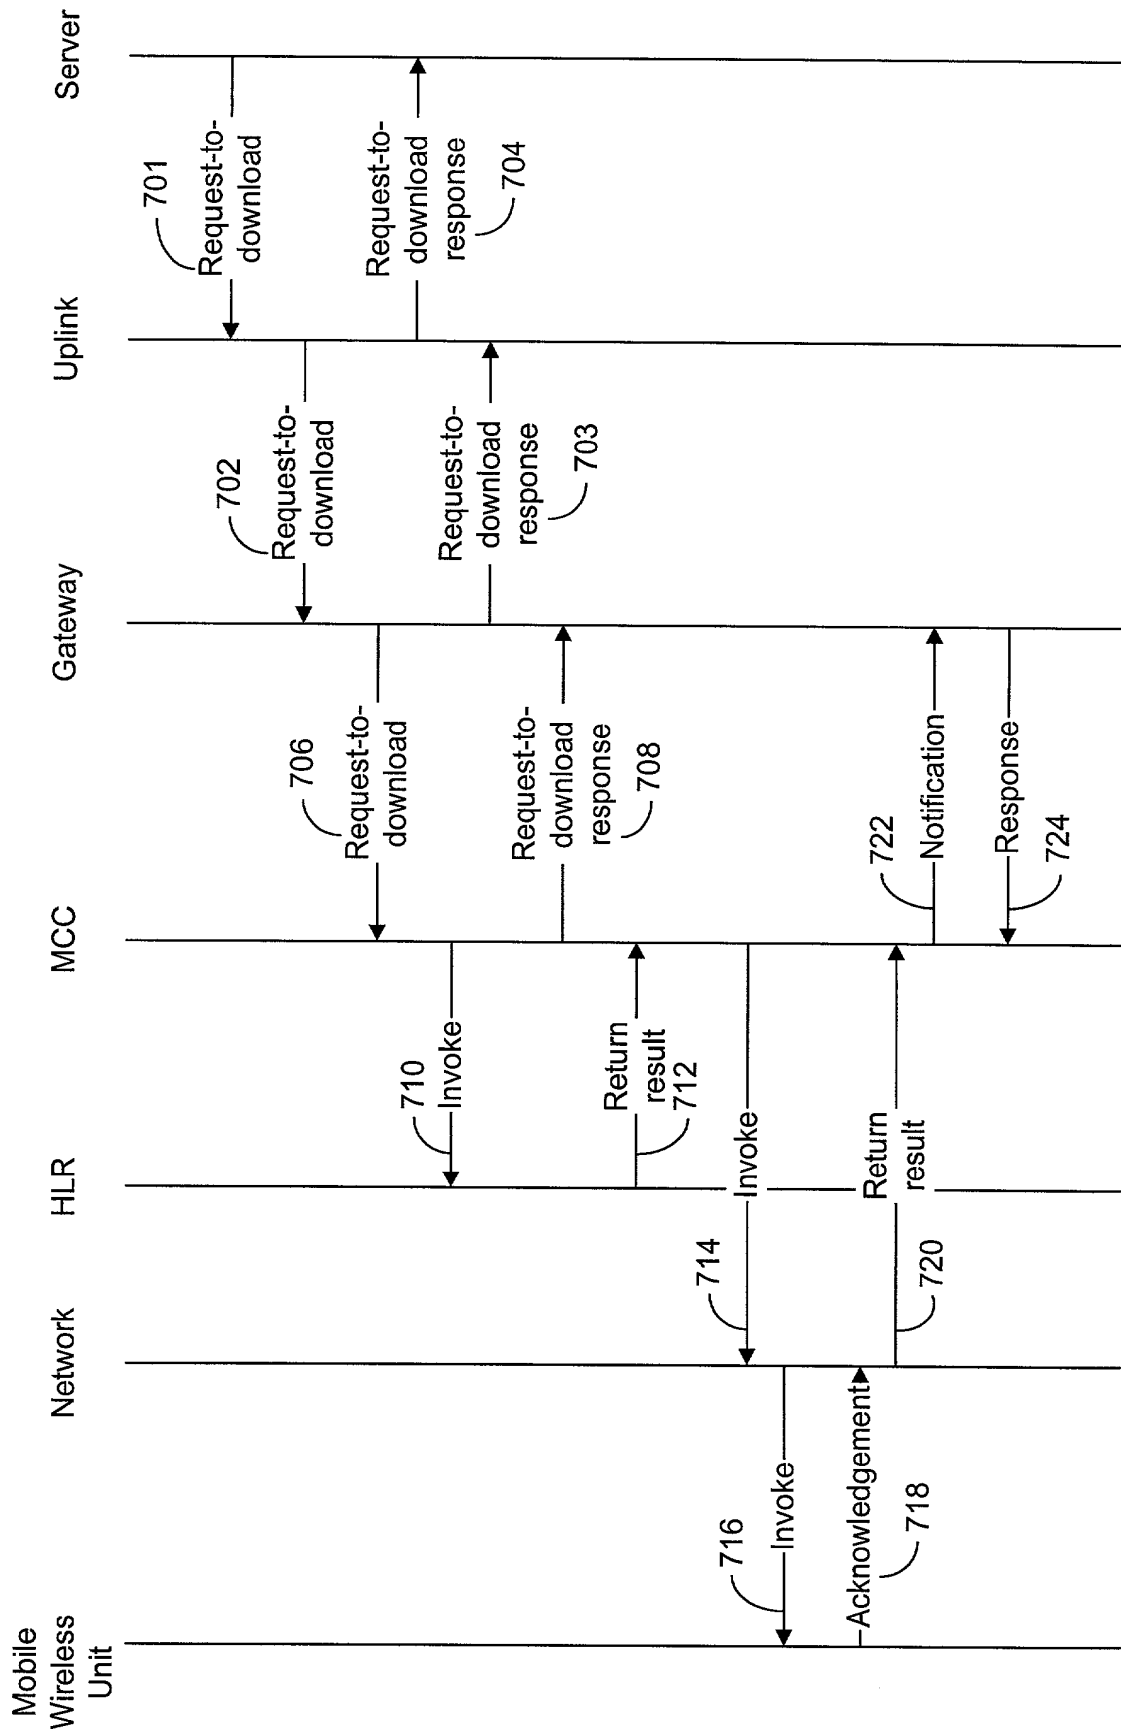 Mobile
Wireless
Unit
Network
HLR
MCC
Gateway
Uplink
Server
701
Request-to-
download
702
Request-to-
download
706
Request-to-
download
Request-to-
download
response
704
710
Invoke
Request-to-
download
response
703
Request-to-
download
response
708
Return
result
712
714
Invoke
716
Invoke
Acknowledgement
718
Return
result
720
722
Notification
Response
724